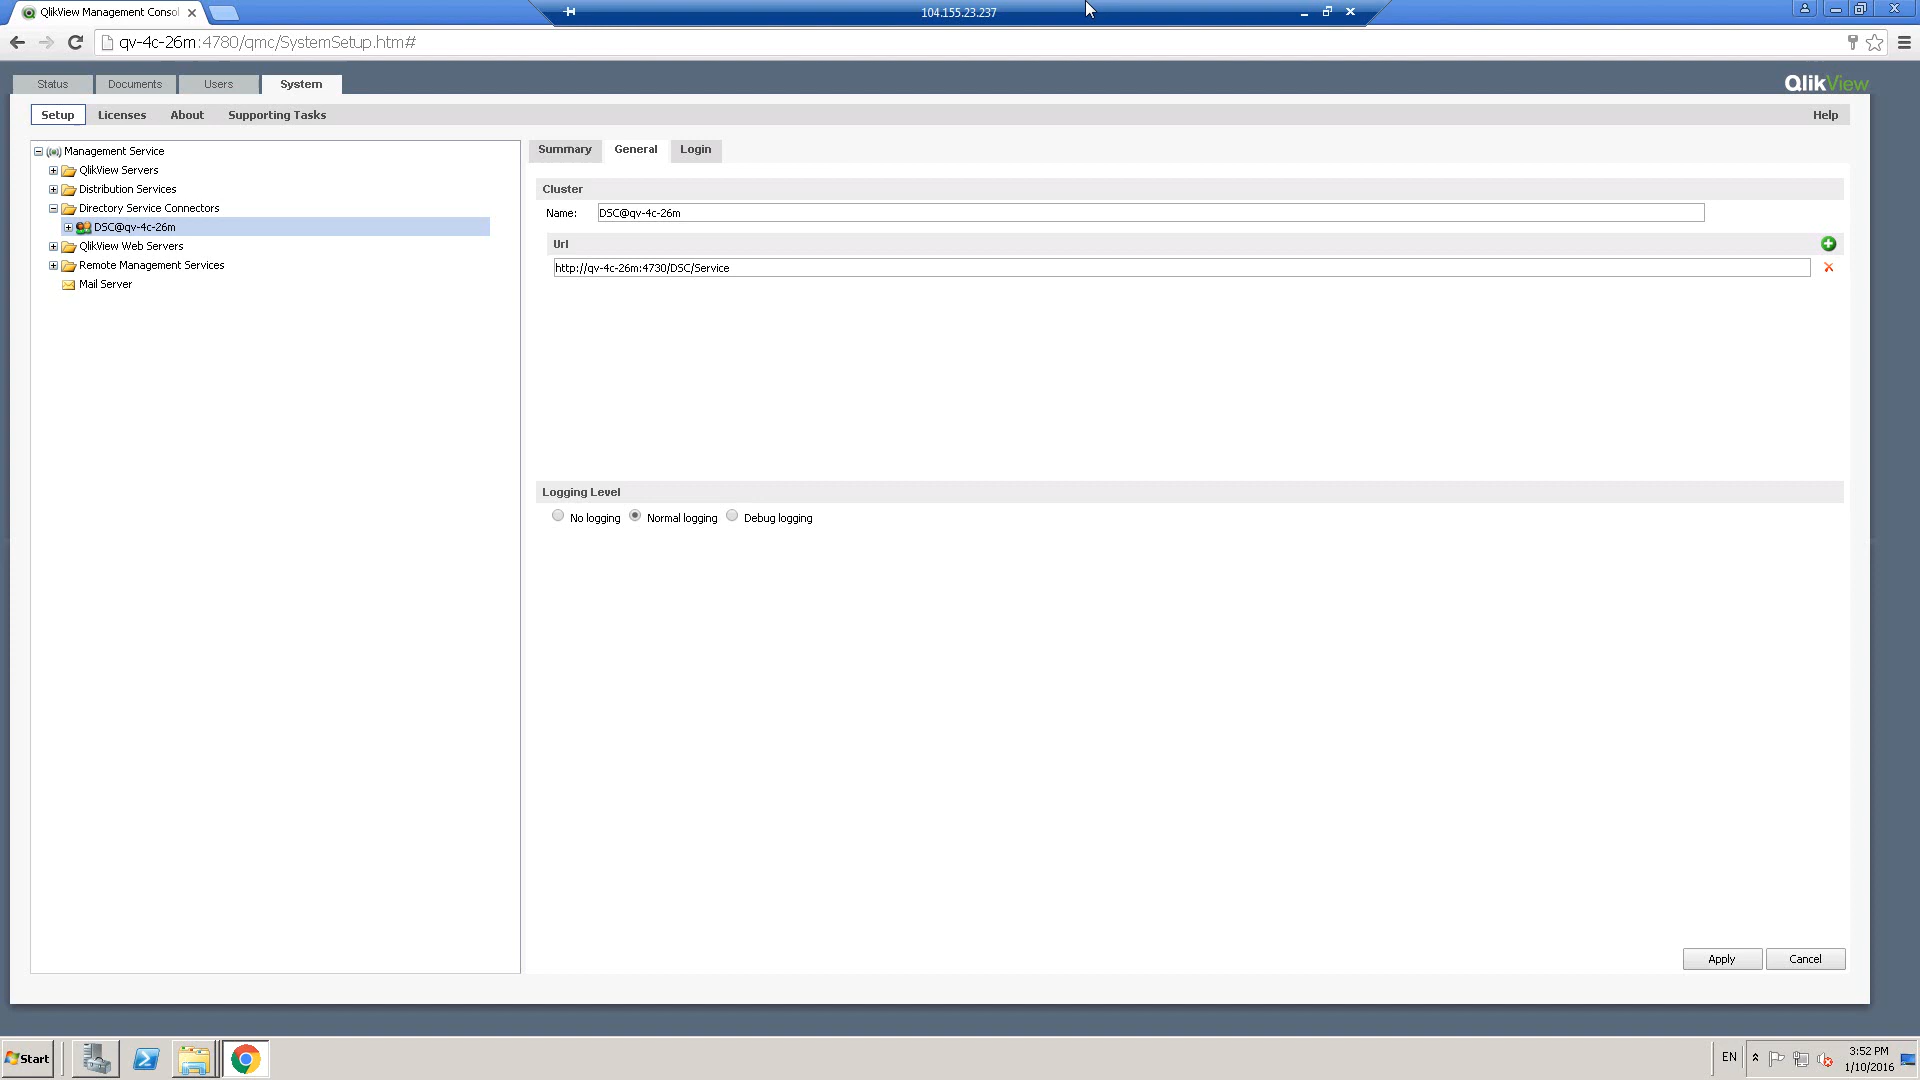 QlikView Management Consol
104.155.23.237
qv-4c-26m:4780/qmc/SystemSetup.htm#
Status Documents Users System
QlikView
Setup Licenses About Supporting Tasks Help
Management Service
QlikView Servers
Distribution Services
Directory Service Connectors
DSC@qv-4c-26m
QlikView Web Servers
Remote Management Services
Mail Server
Summary General Login
Cluster
Name: DSC@qv-4c-26m
Url
http://qv-4c-26m:4730/DSC/Service
Logging Level
No logging Normal logging Debug logging
Apply Cancel
Start
EN
3:52 PM
1/10/2016